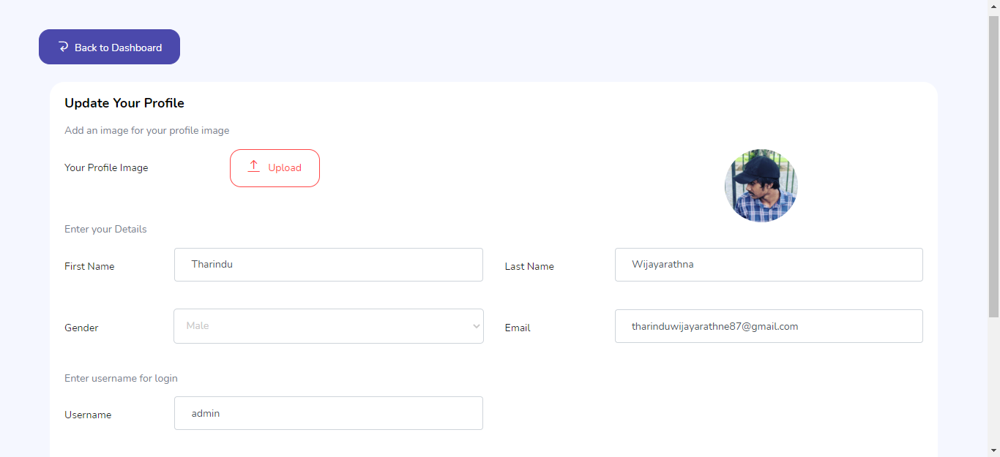 Back to Dashboard
Update Your Profile
Add an image for your profile image
Your Profile Image
Upload
Enter your Details
First Name
Tharindu
Last Name
Wijayarathna
Gender
Male
Email
tharinduwijayarathne87@gmail.com
Enter username for login
Username
admin